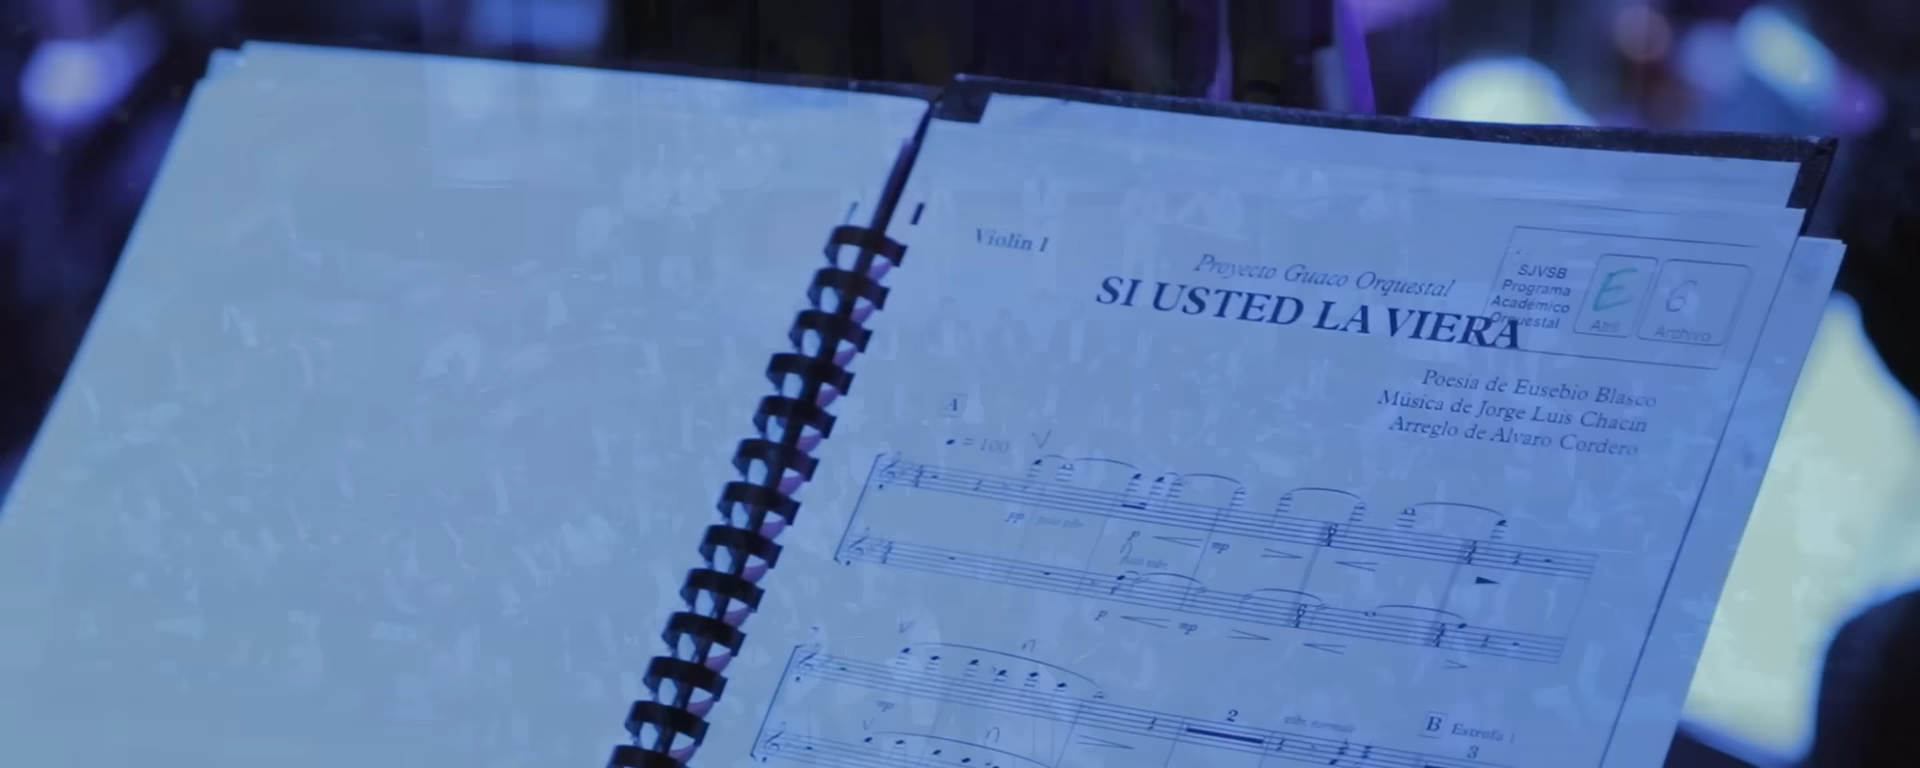 Violin I
Proyecto Guaco Orquestal
SI USTED LA VIERA
SJVSB
Programa
Académico
Orquestal
E
Atril
6
Archivo
Poesía de Eusebio Blasco
Música de Jorge Luis Chacín
Arreglo de Alvaro Cordero
A
= 100
pp
p mp
p mp
mp
2
B Estrofa
3